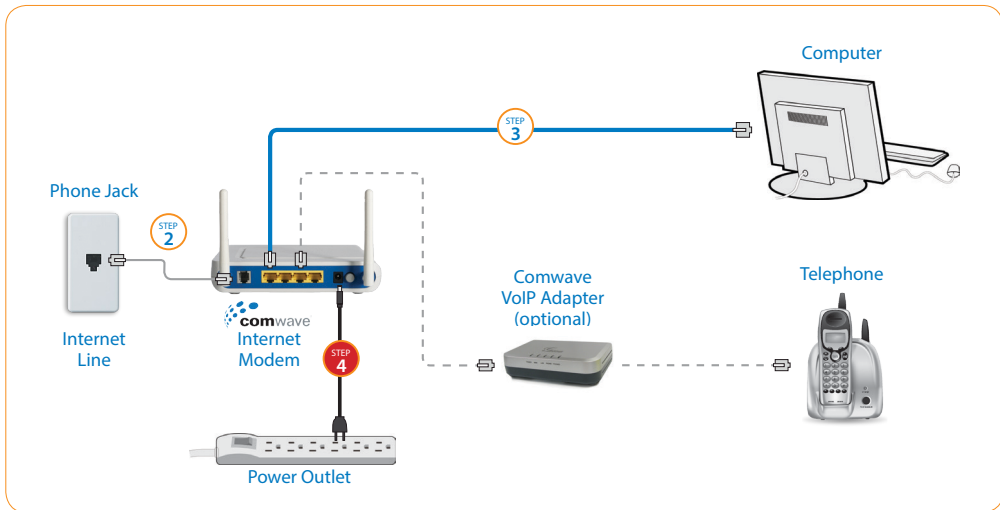 Computer
STEP
3
Phone Jack
STEP
2
Comwave
VoIP Adapter
(optional)
Telephone
comwave
Internet
Line
Internet
Modem
STEP
4
Power Outlet